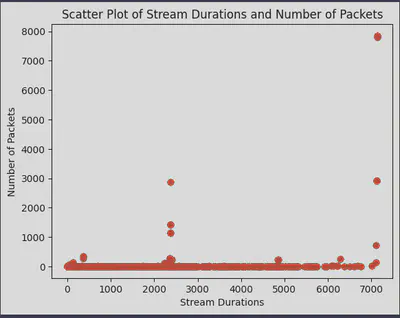 Scatter Plot of Stream Durations and Number of Packets
8000
7000
6000
5000
4000
3000
2000
1000
0
Number of Packets
0 1000 2000 3000 4000 5000 6000 7000
Stream Durations